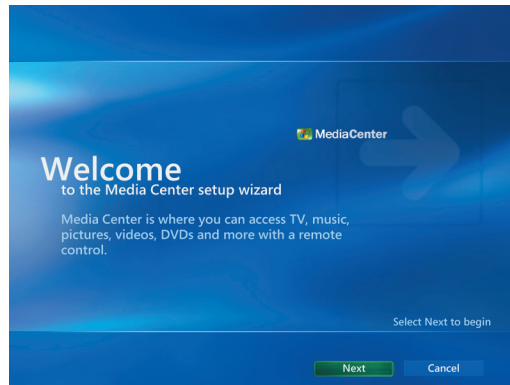 MediaCenter
Welcome
to the Media Center setup wizard
Media Center is where you can access TV, music,
pictures, videos, DVDs and more with a remote
control.
Select Next to begin
Next
Cancel